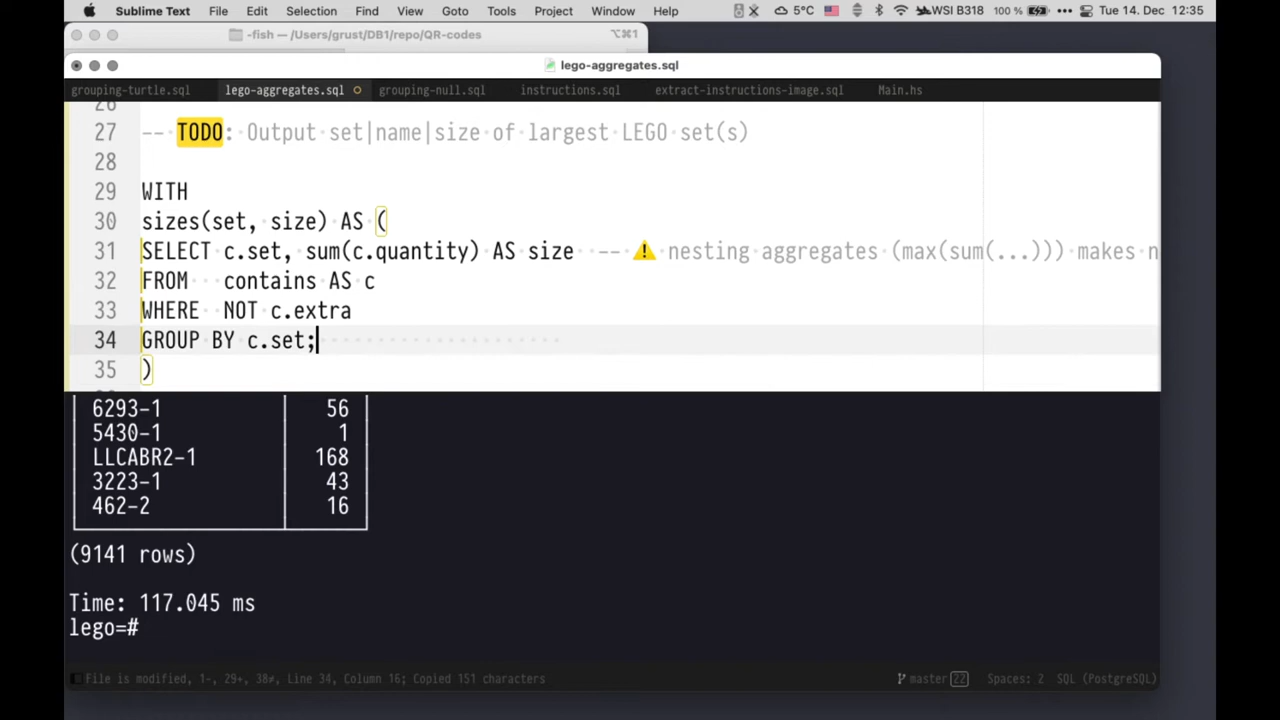 Sublime Text File Edit Selection Find View Goto Tools Project Window Help 5°C WSI B318 100 % Tue 14. Dec 12:35
-fish — /Users/grust/DB1/repo/QR-codes ⌥⌘1
lego-aggregates.sql
grouping-turtle.sql lego-aggregates.sql grouping-null.sql instructions.sql extract-instructions-image.sql Main.hs
26
27 -- TODO: Output set|name|size of largest LEGO set(s)
28
29 WITH
30 sizes(set, size) AS (
31 SELECT c.set, sum(c.quantity) AS size -- ⚠ nesting aggregates (max(sum(...))) makes n
32 FROM contains AS c
33 WHERE NOT c.extra
34 GROUP BY c.set;
35 )
6293-1 | 56
5430-1 | 1
LLCABR2-1 | 168
3223-1 | 43
462-2 | 16
(9141 rows)
Time: 117.045 ms
lego=#
File is modified, 1-, 29+, 38≠, Line 34, Column 16; Copied 151 characters master 22 Spaces: 2 SQL (PostgreSQL)